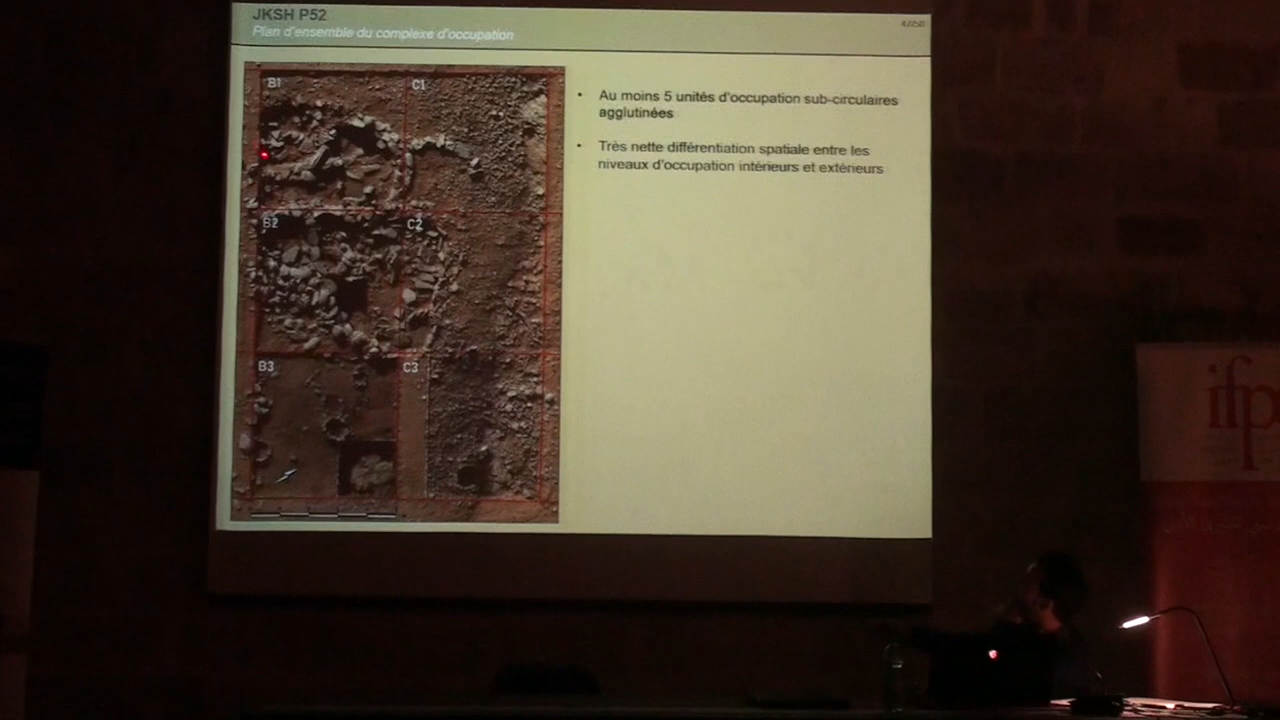 JKSH P52
Plan d'ensemble du complexe d'occupation
B1
C1
• Au moins 5 unités d'occupation sub-circulaires
agglutinées
• Très nette différentiation spatiale entre les
niveaux d'occupation intérieurs et extérieurs
B2
C2
B3
C3
ifp